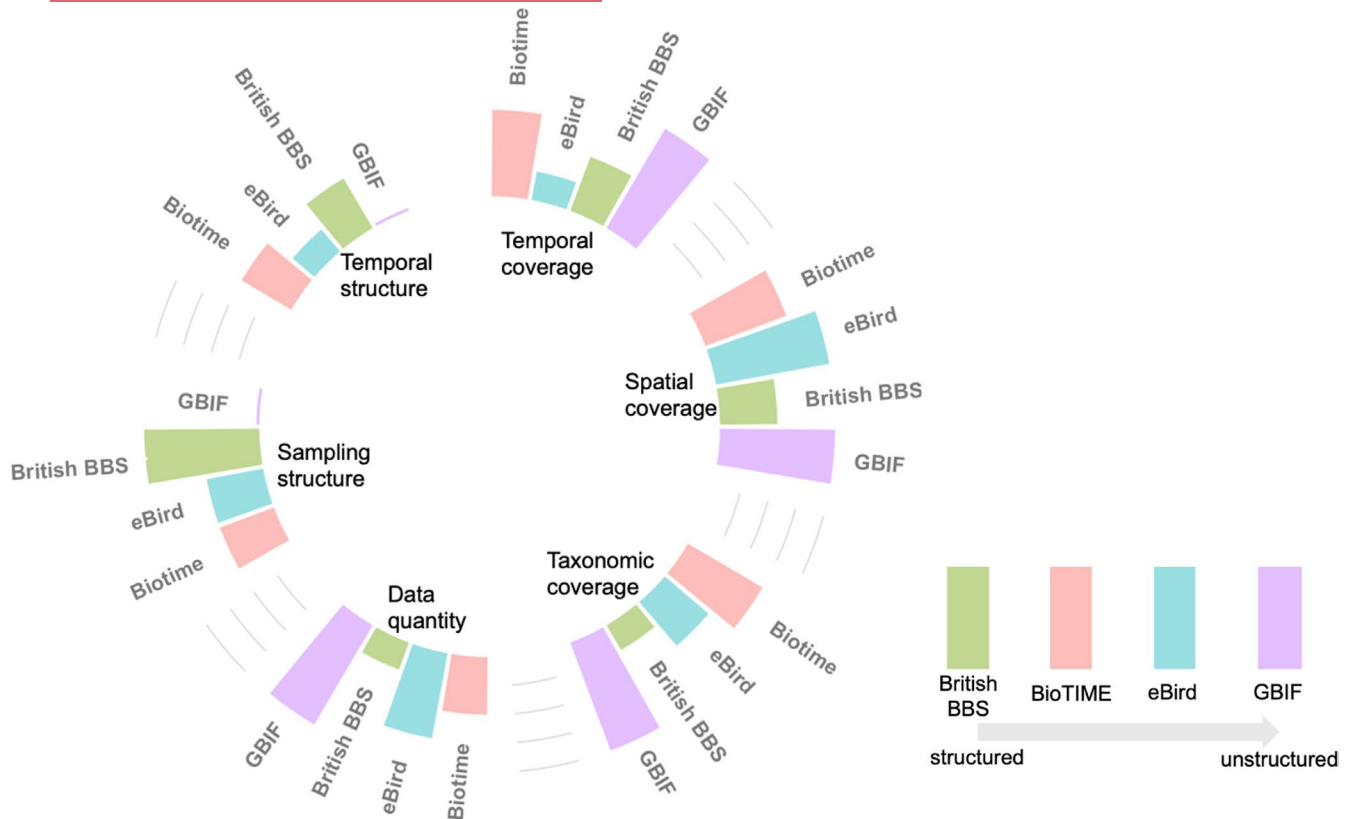 Biotime
eBird
British BBS
GBIF
Temporal
coverage
Biotime
eBird
British BBS
GBIF
Spatial
coverage
Biotime
eBird
British BBS
GBIF
Taxonomic
coverage
Biotime
eBird
British BBS
GBIF
Data
quantity
Biotime
eBird
British BBS
GBIF
Sampling
structure
Biotime
eBird
British BBS
GBIF
Temporal
structure
British
BBS
BioTIME
eBird
GBIF
structured
unstructured